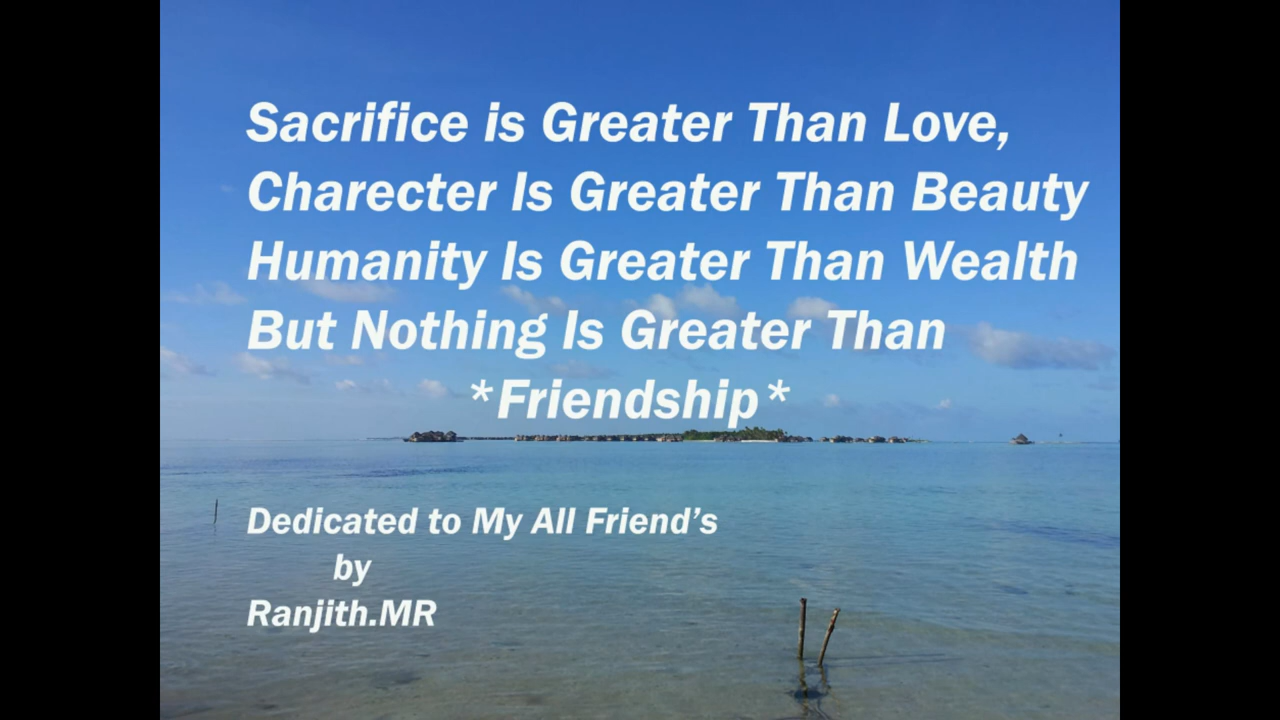 Sacrifice is Greater Than Love,
Charecter Is Greater Than Beauty
Humanity Is Greater Than Wealth
But Nothing Is Greater Than
*Friendship*
Dedicated to My All Friend’s
by
Ranjith.MR